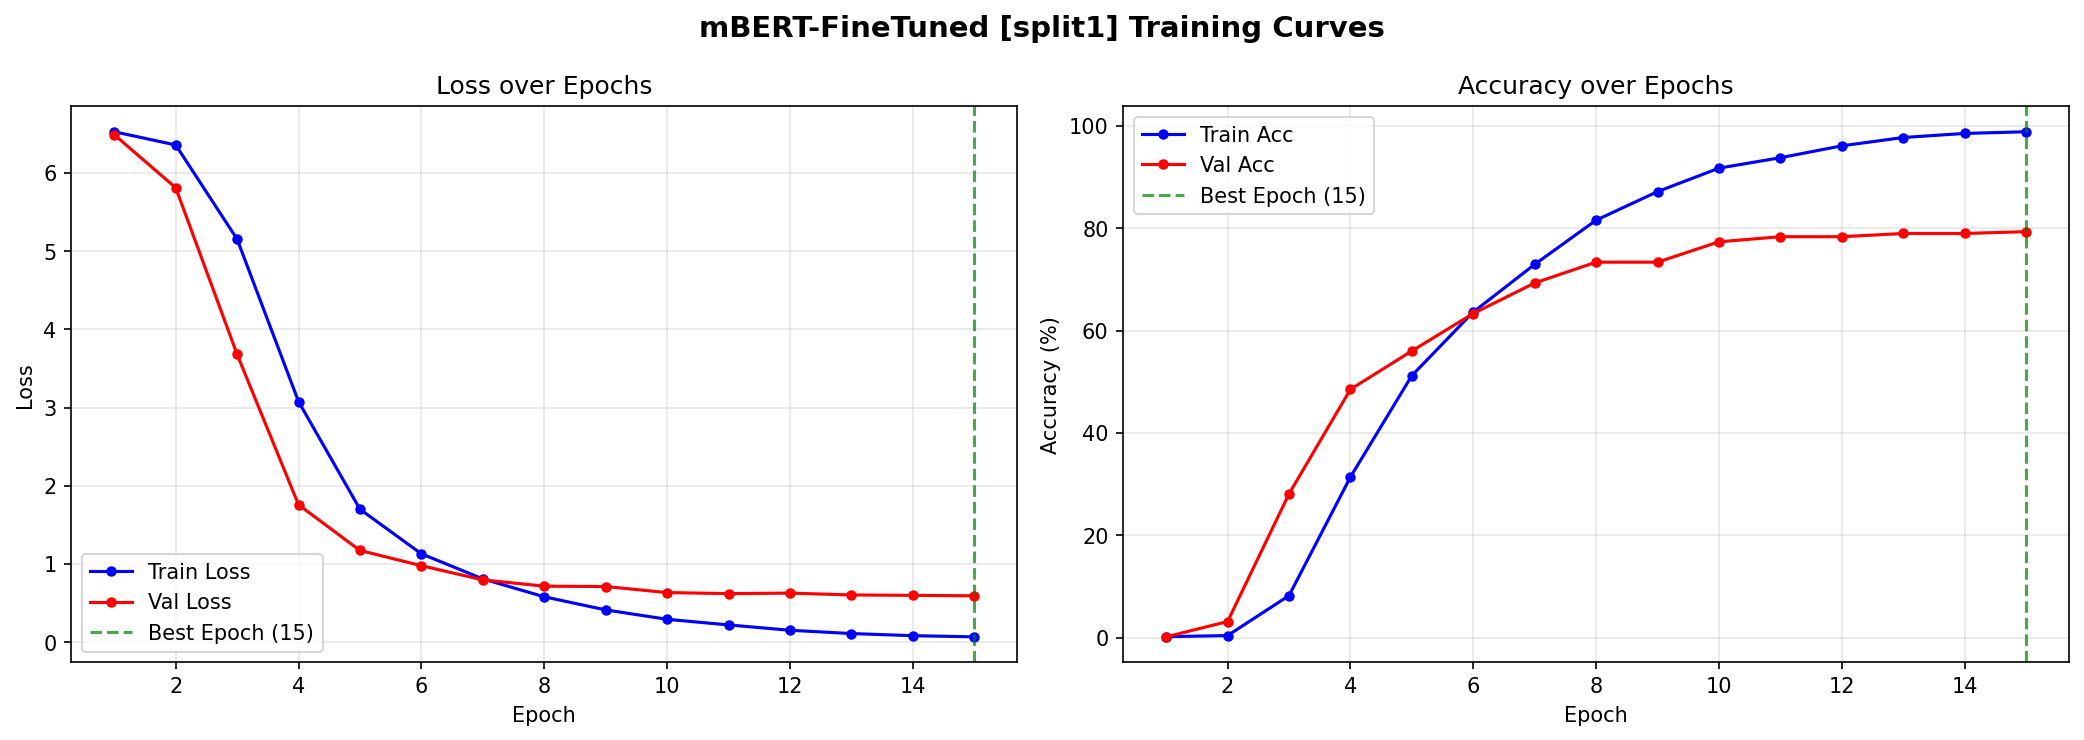 mBERT-FineTuned [split1] Training Curves
Loss over Epochs
6
5
4
3
2
1
0
Loss
Train Loss
Val Loss
Best Epoch (15)
2 4 6 8 10 12 14
Epoch
Accuracy over Epochs
100
80
60
40
20
0
Accuracy (%)
Train Acc
Val Acc
Best Epoch (15)
2 4 6 8 10 12 14
Epoch